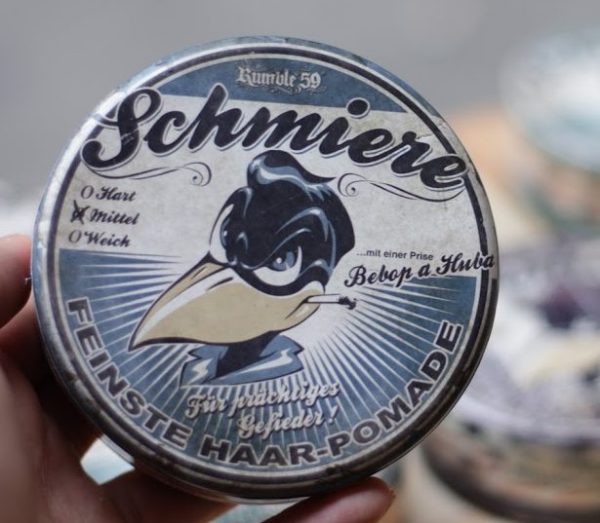 Rumble 59
Schmiere
O Hart
X Mittel
O Weich
...mit einer Prise
Bebop a Huba
Für prächtiges
Gefieder!
FEINSTE HAAR-POMADE